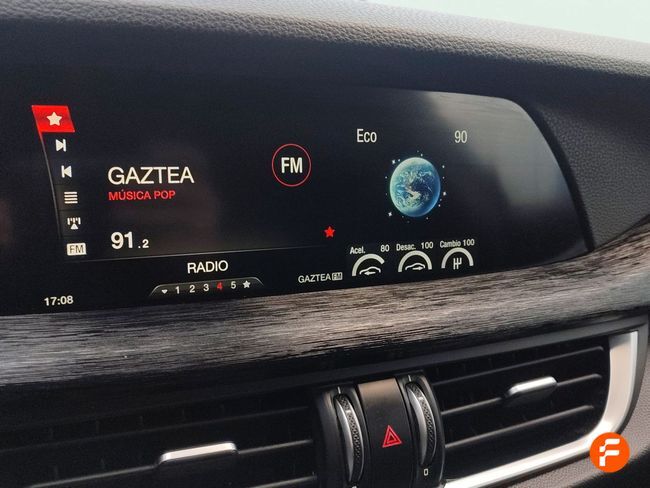 GAZTEA
MÚSICA POP
FM
91.2
FM
RADIO
1 2 3 4 5
GAZTEA FM
17:08
Eco 90
Acel. 80 Desac. 100 Cambio 100